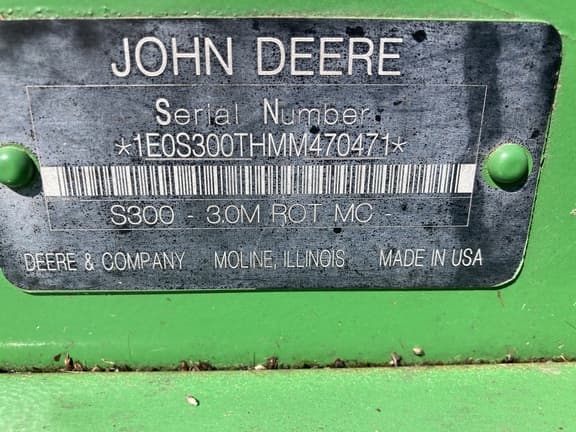 JOHN DEERE
Serial Number
*1E0S300THMM470471*
S300 - 3.0M ROT MC -
DEERE & COMPANY MOLINE, ILLINOIS MADE IN USA